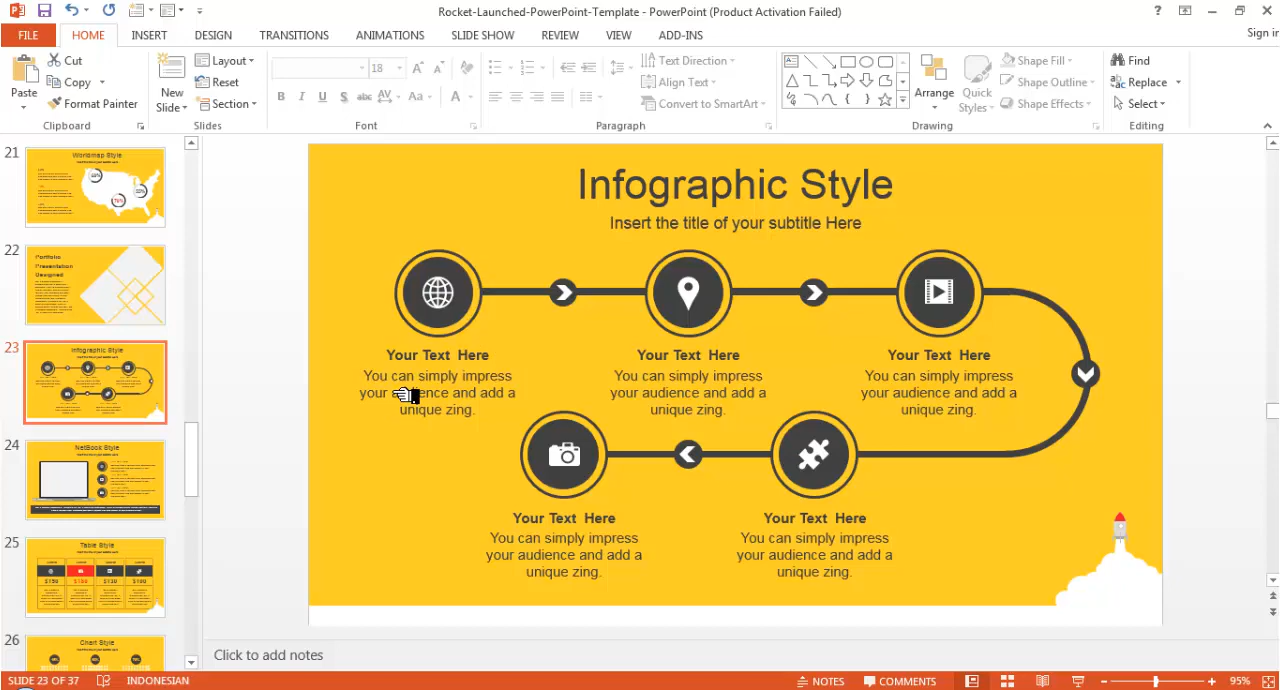 Rocket-Launched-PowerPoint-Template - PowerPoint (Product Activation Failed)
FILE HOME INSERT DESIGN TRANSITIONS ANIMATIONS SLIDE SHOW REVIEW VIEW ADD-INS Sign in
Paste
Cut
Copy
Format Painter
Clipboard
New
Slide
Layout
Reset
Section
Slides
18
Font
Text Direction
Align Text
Convert to SmartArt
Paragraph
Arrange
Quick
Styles
Shape Fill
Shape Outline
Shape Effects
Drawing
Find
Replace
Select
Editing
21
Worldmap Style
22
Portfolio
Presentation
Designed
23
Infographic Style
24
NetBook Style
25
Table Style
26
Chart Style
Infographic Style
Insert the title of your subtitle Here
Your Text Here
You can simply impress
your audience and add a
unique zing.
Your Text Here
You can simply impress
your audience and add a
unique zing.
Your Text Here
You can simply impress
your audience and add a
unique zing.
Your Text Here
You can simply impress
your audience and add a
unique zing.
Your Text Here
You can simply impress
your audience and add a
unique zing.
Click to add notes
SLIDE 23 OF 37 INDONESIAN NOTES COMMENTS 95%